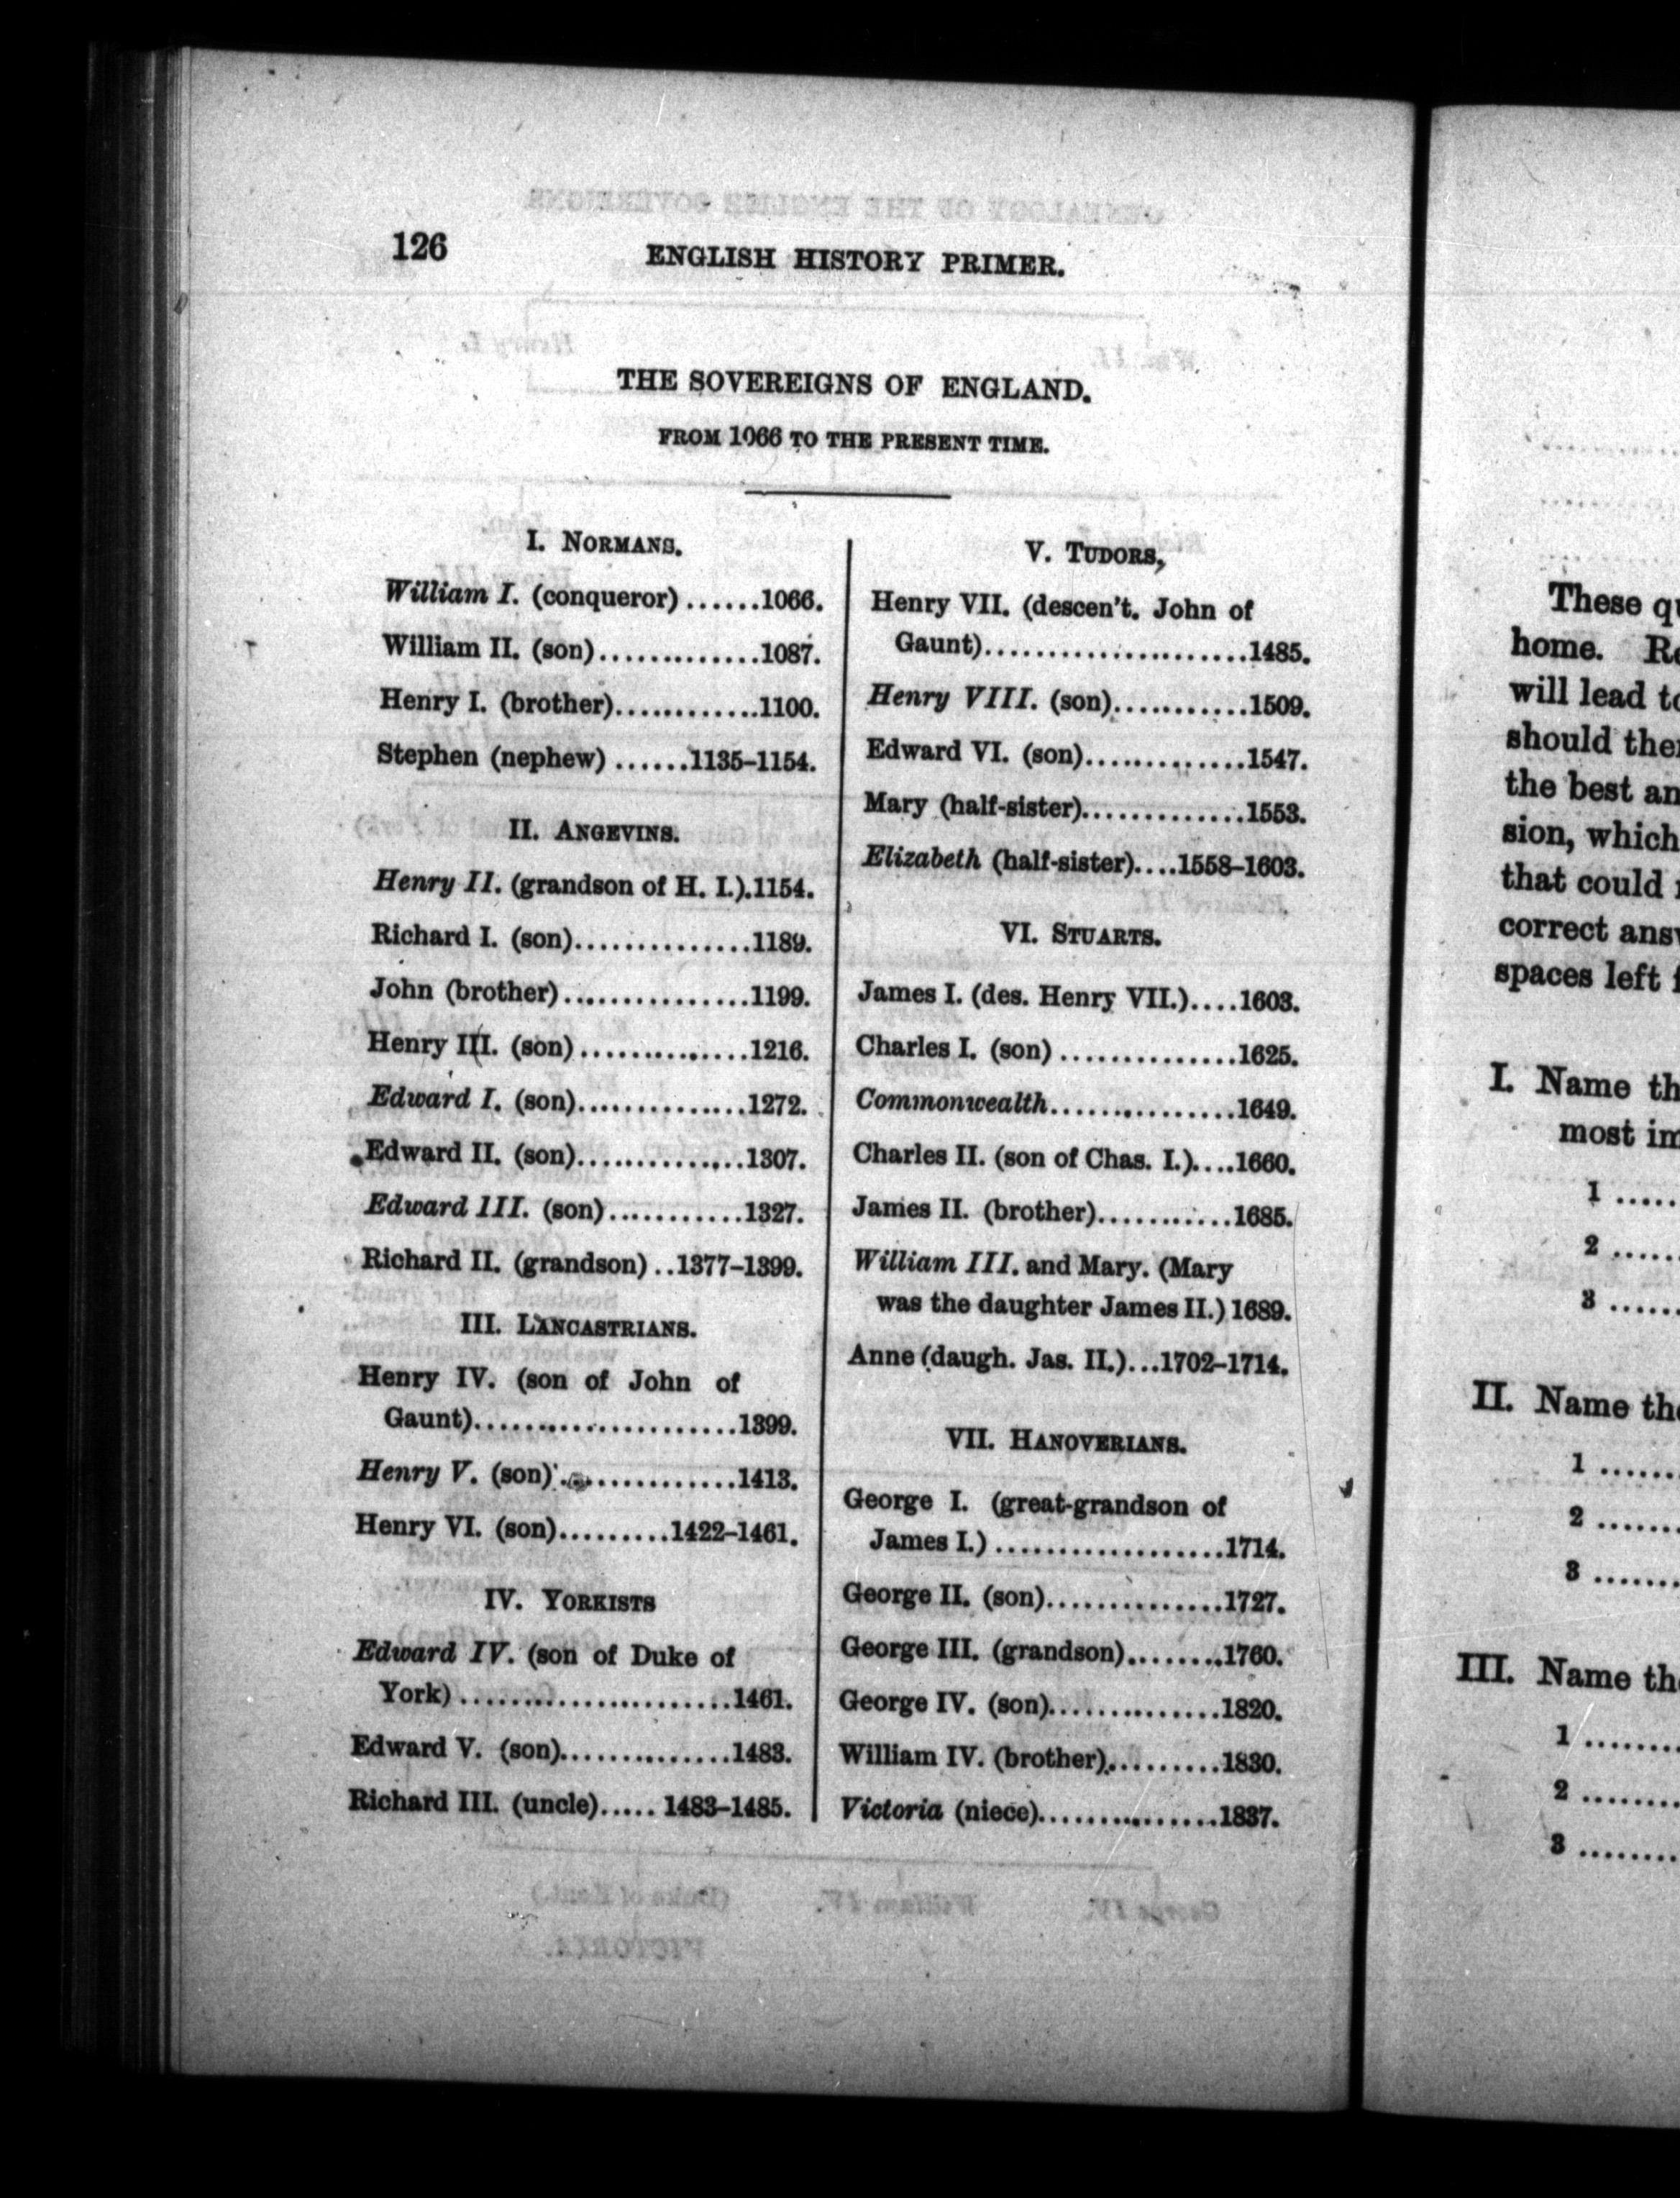 126
ENGLISH HISTORY PRIMER.
THE SOVEREIGNS OF ENGLAND.
FROM 1066 TO THE PRESENT TIME.
I. NORMANS.
William I. (conqueror) ......1066.
William II. (son).............1087.
Henry I. (brother)............1100.
Stephen (nephew) ......1135–1154.
II. ANGEVINS.
Henry II. (grandson of H. I.).1154.
Richard I. (son)..............1189.
John (brother)...............1199.
Henry III. (son) ..............1216.
Edward I. (son)..............1272.
Edward II. (son)..............1307.
Edward III. (son)...........1327.
Richard II. (grandson) ..1377–1399.
III. LANCASTRIANS.
Henry IV. (son of John of
Gaunt).....................1399.
Henry V. (son)..............1413.
Henry VI. (son).........1422–1461.
IV. YORKISTS
Edward IV. (son of Duke of
York) ......................1461.
Edward V. (son)..............1483.
Richard III. (uncle)..... 1483–1485.
V. TUDORS,
Henry VII. (descen't. John of
Gaunt).....................1485.
Henry VIII. (son)...........1509.
Edward VI. (son).............1547.
Mary (half-sister).............1553.
Elizabeth (half-sister)....1558–1603.
VI. STUARTS.
James I. (des. Henry VII.)....1603.
Charles I. (son) ..............1625.
Commonwealth...............1649.
Charles II. (son of Chas. I.)....1660.
James II. (brother)...........1685.
William III. and Mary. (Mary
was the daughter James II.) 1689.
Anne (daugh. Jas. II.)...1702–1714.
VII. HANOVERIANS.
George I. (great-grandson of
James I.) ...................1714.
George II. (son)..............1727.
George III. (grandson)........1760.
George IV. (son)..............1820.
William IV. (brother)..........1830.
Victoria (niece)...............1837.
These
home.
will lead
should
the best
sion, which
that could
correct
spaces left
I. Name
most
1 .....
2 ......
3 ......
II. Name
1 ......
2 .......
3 .......
III. Name
1 ........
2 ........
3 ........